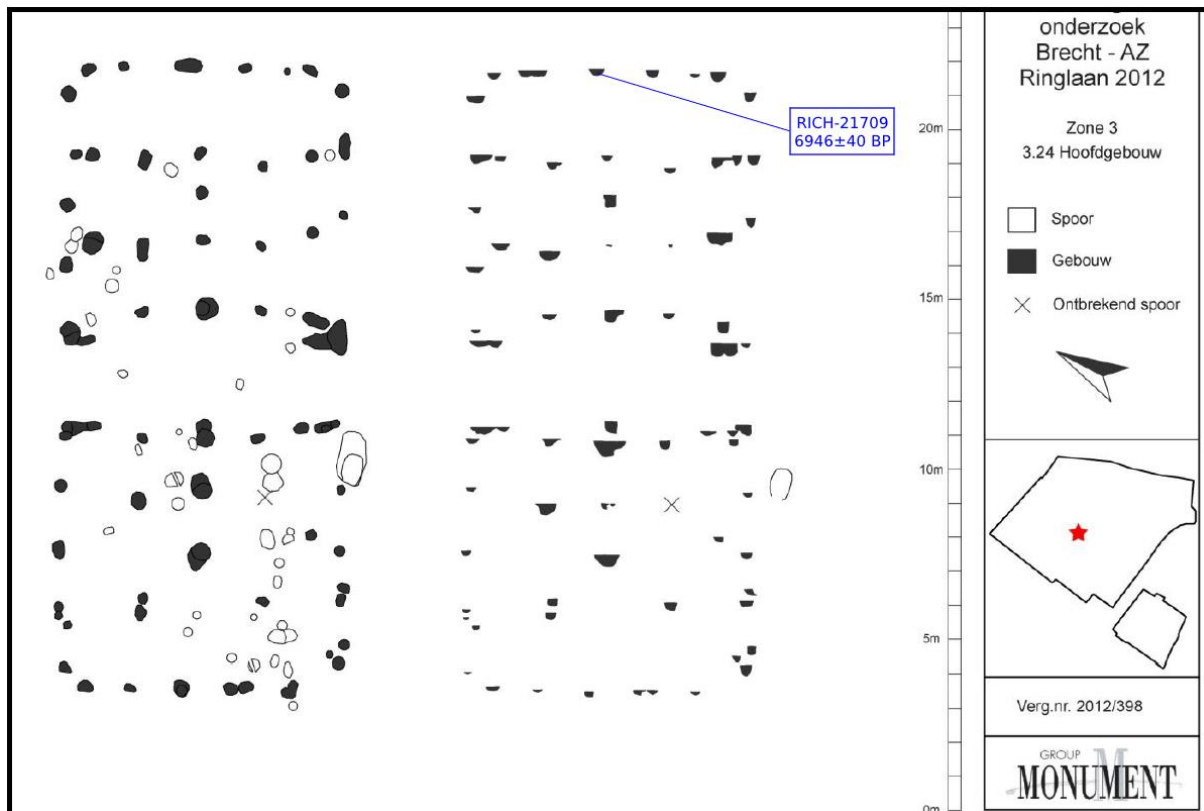 onderzoek
Brecht - AZ
Ringlaan 2012
Zone 3
3.24 Hoofdgebouw
Spoor
Gebouw
Ontbrekend spoor
RICH-21709
6946±40 BP
20m
15m
10m
5m
0m
Verg.nr. 2012/398
GROUP
MONUMENT